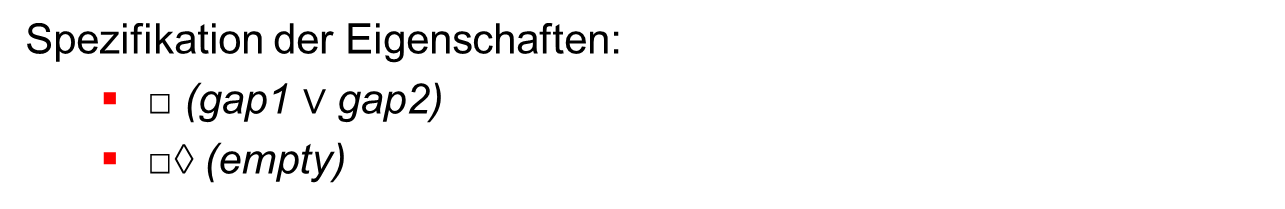 Spezifikation der Eigenschaften:
▪ □ (gap1 ∨ gap2)
▪ □◊ (empty)